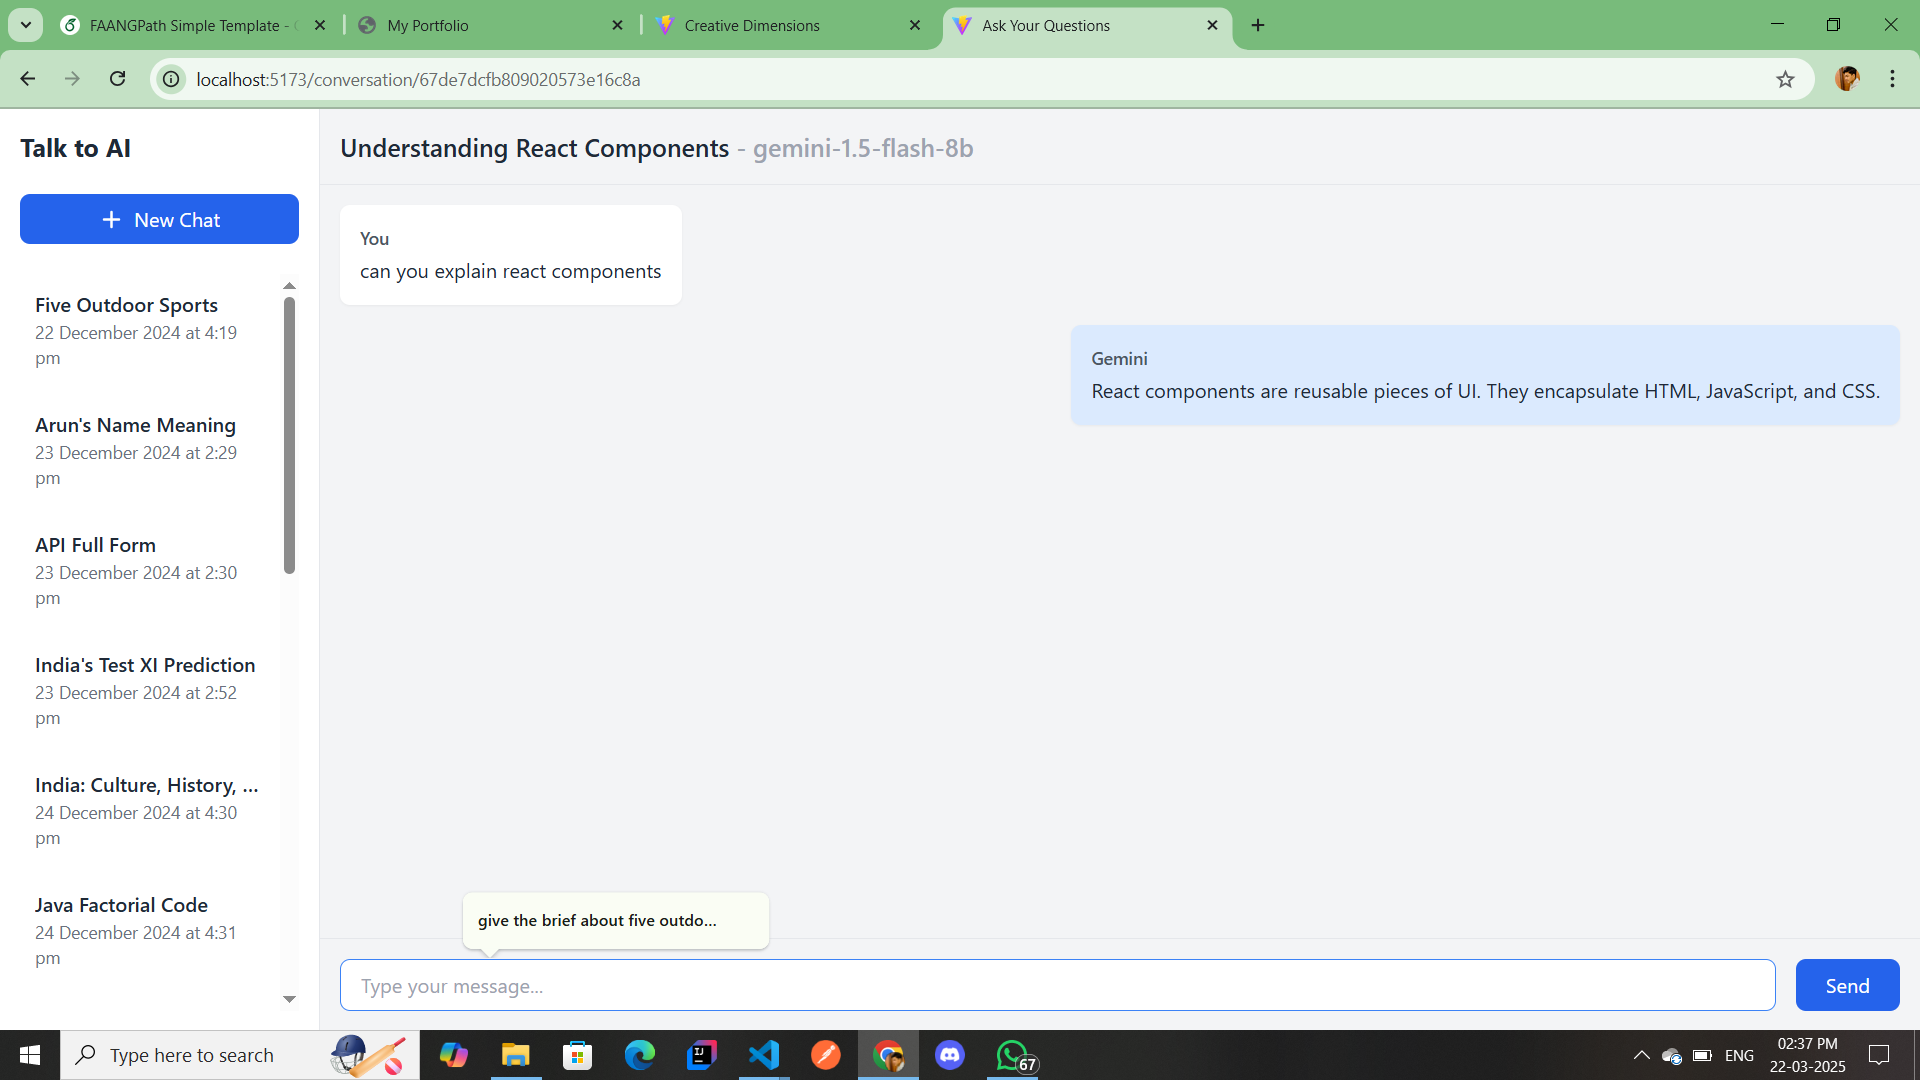 FAANGPath Simple Template -
My Portfolio
Creative Dimensions
Ask Your Questions
localhost:5173/conversation/67de7dcfb809020573e16c8a
Talk to AI
New Chat
Five Outdoor Sports
22 December 2024 at 4:19
pm
Arun's Name Meaning
23 December 2024 at 2:29
pm
API Full Form
23 December 2024 at 2:30
pm
India's Test XI Prediction
23 December 2024 at 2:52
pm
India: Culture, History, ...
24 December 2024 at 4:30
pm
Java Factorial Code
24 December 2024 at 4:31
pm
Understanding React Components - gemini-1.5-flash-8b
You
can you explain react components
Gemini
React components are reusable pieces of UI. They encapsulate HTML, JavaScript, and CSS.
give the brief about five outdo...
Type your message...
Send
Type here to search
IJ
67
ENG
02:37 PM
22-03-2025